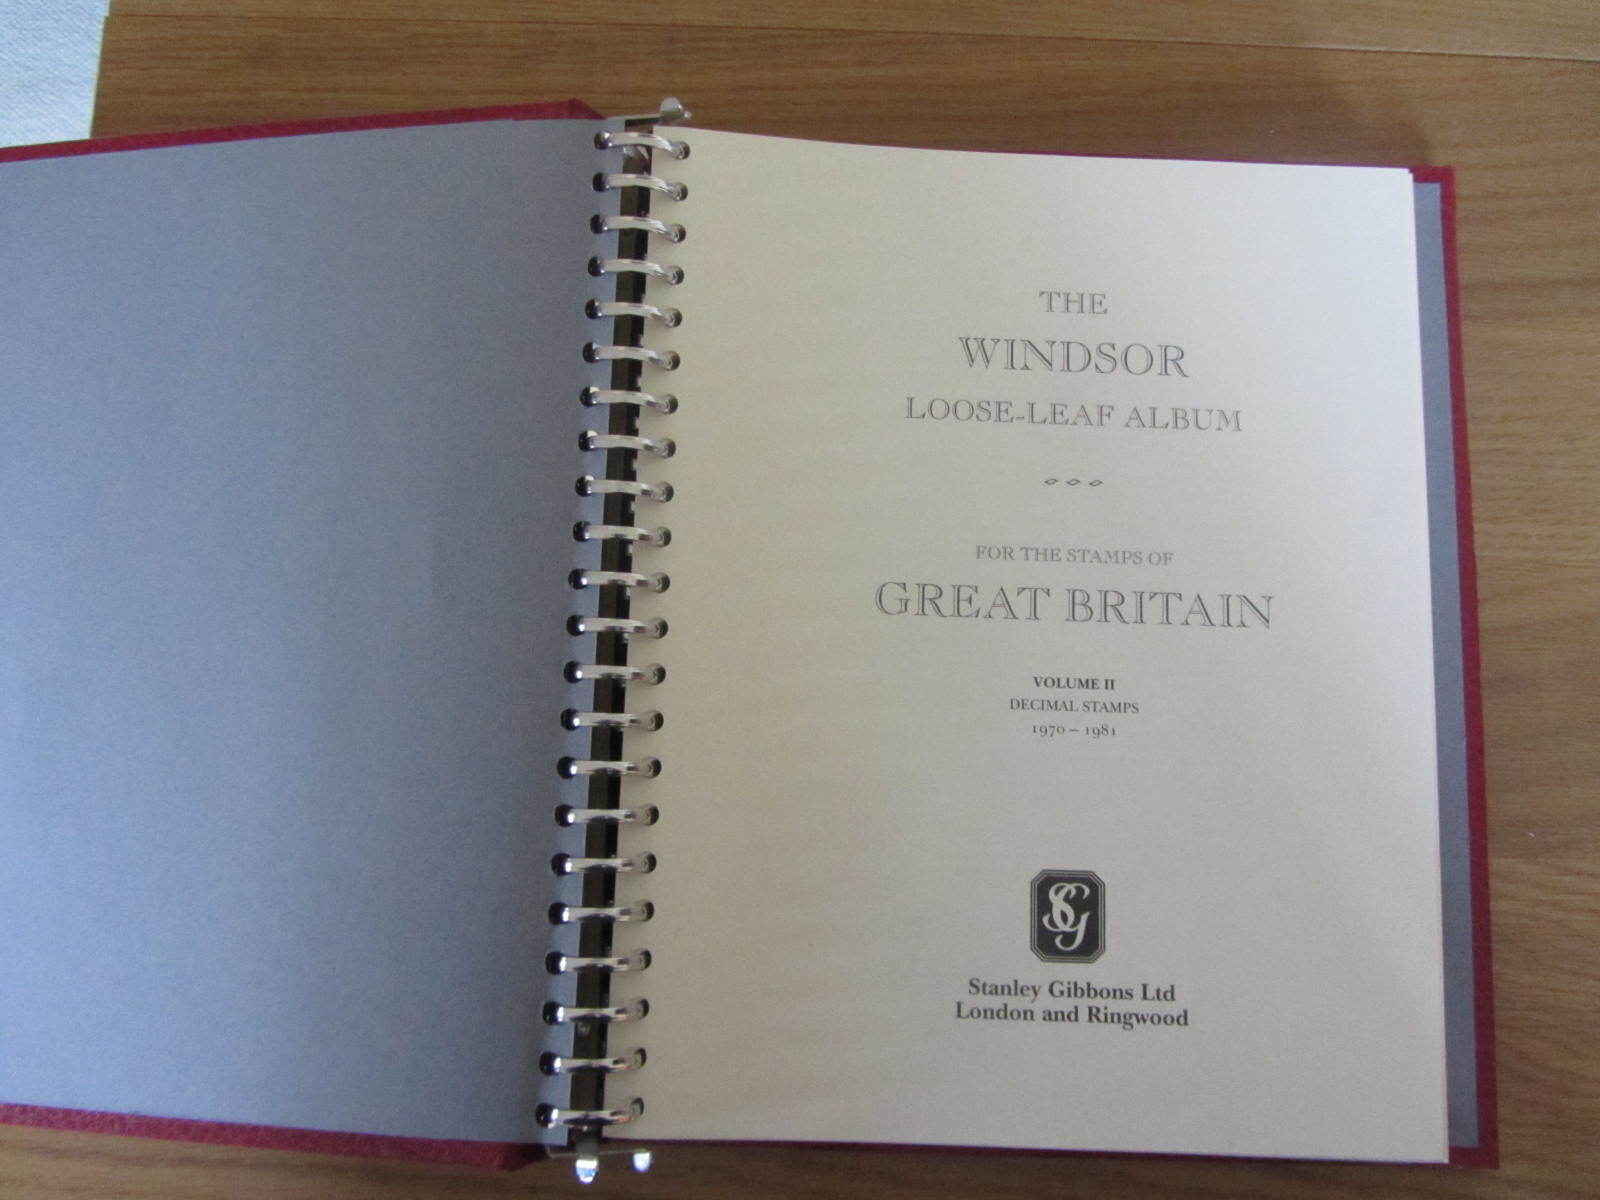 THE
WINDSOR
LOOSE-LEAF ALBUM
FOR THE STAMPS OF
GREAT BRITAIN
VOLUME II
DECIMAL STAMPS
1970 – 1981
SG
Stanley Gibbons Ltd
London and Ringwood